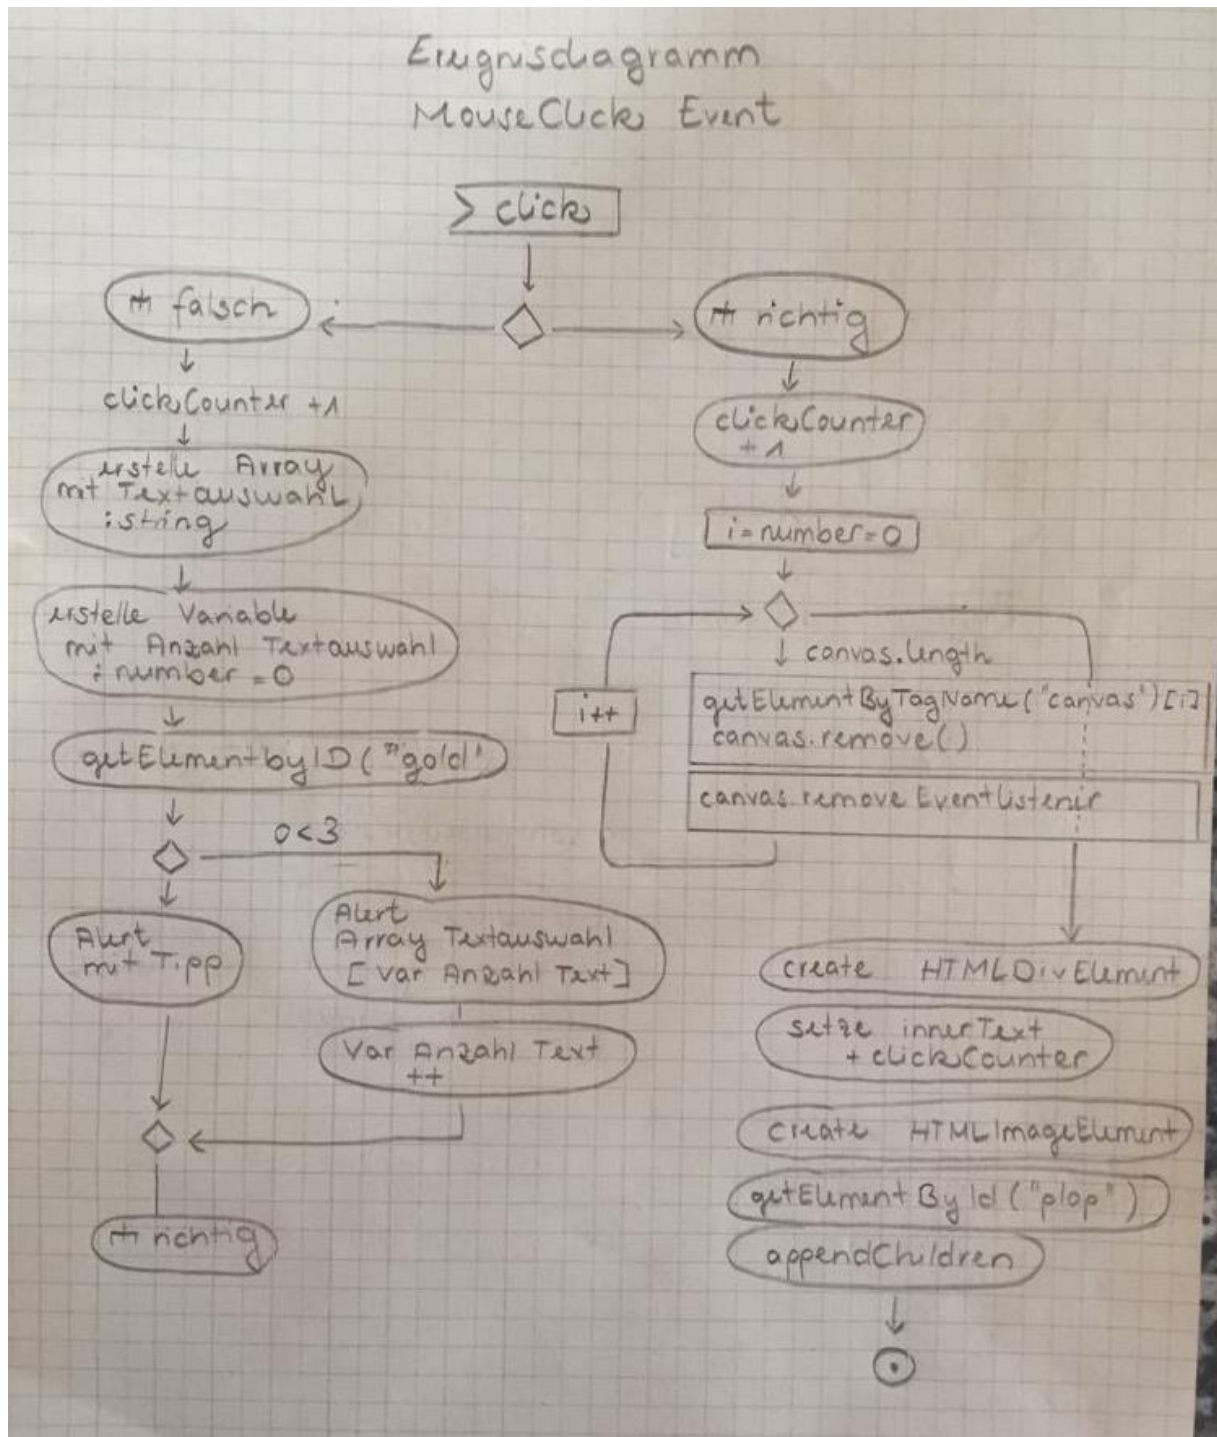 Ereignisdiagramm
MouseClick Event
click
falsch
clickCounter +1
erstelle Array
mit Textauswahl
: string
erstelle Variable
mit Anzahl Textauswahl
: number = 0
getElementbyID ("gold"
0<3
Alert
mit Tipp
Alert
Array Textauswahl
[var Anzahl Text]
Var Anzahl Text
++
richtig
richtig
clickCounter
+ 1
i = number = 0
canvas.length
i++
getElementByTagName ("canvas") [i]
canvas.remove()
canvas.remove Eventlistenir
create HTMLDivElement
setze innerText
+ clickCounter
create HTMLImageElement
getElement By Id ("plop")
appendChildren